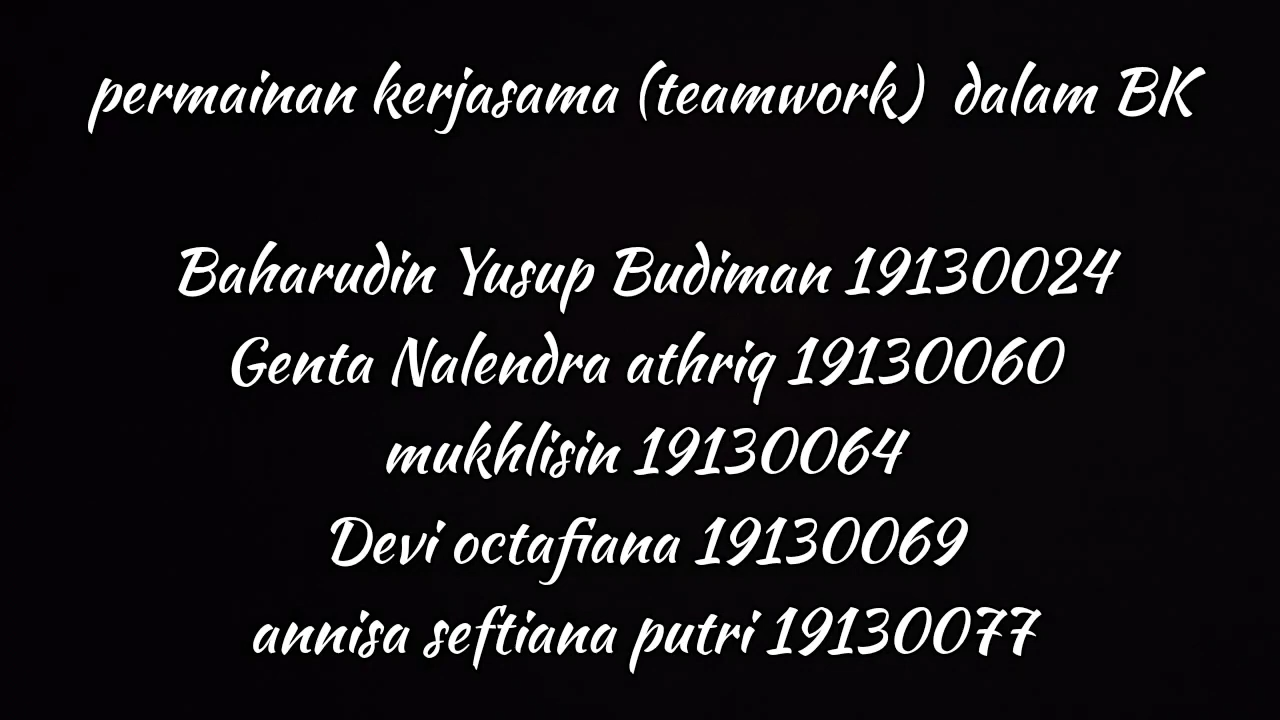 permainan kerjasama (teamwork) dalam BK
Baharudin Yusup Budiman 19130024
Genta Nalendra athriq 19130060
mukhlisin 19130064
Devi octafiana 19130069
annisa seftiana putri 19130077